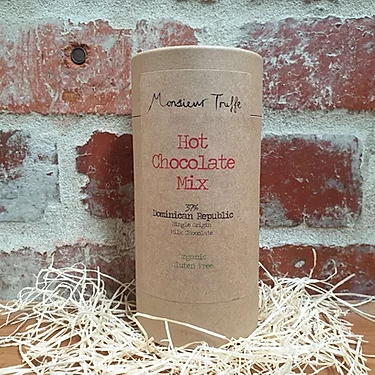 Monsieur Truffe
Hot
Chocolate
Mix
37%
Dominican Republic
Single Origin
Milk Chocolate
organic
Gluten Free